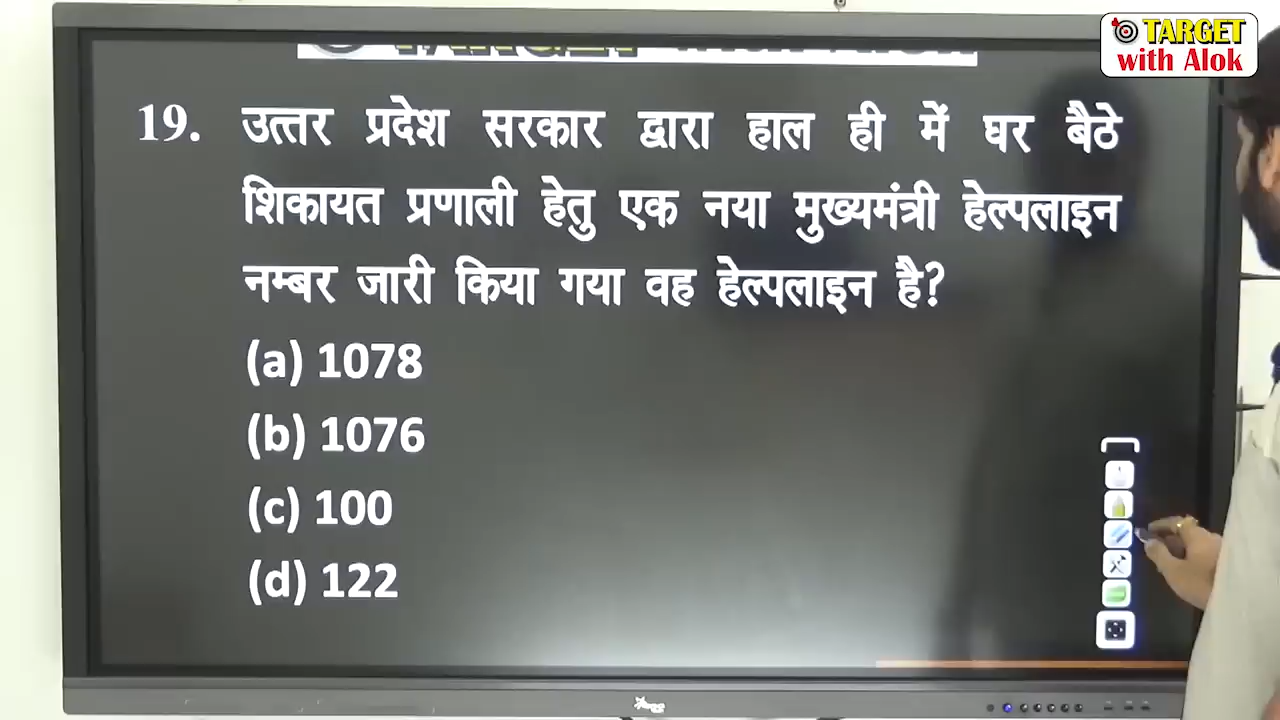 TARGET
with Alok
19. उत्तर प्रदेश सरकार द्वारा हाल ही में घर बैठे
शिकायत प्रणाली हेतु एक नया मुख्यमंत्री हेल्पलाइन
नम्बर जारी किया गया वह हेल्पलाइन है?
(a) 1078
(b) 1076
(c) 100
(d) 122